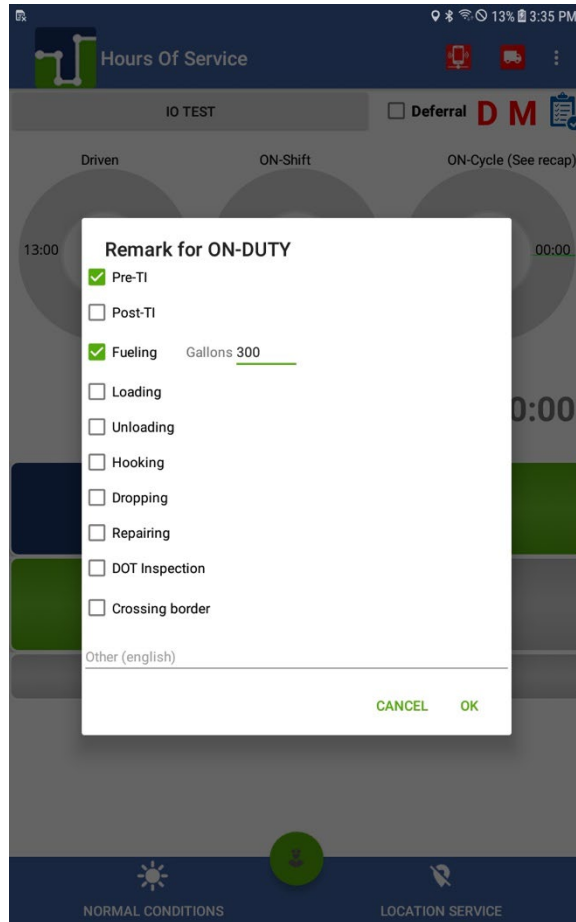 13% 3:35 PM
Hours Of Service
IO TEST
Deferral D M
Driven ON-Shift ON-Cycle (See recap)
13:00 00:00
Remark for ON-DUTY
Pre-TI
Post-TI
Fueling Gallons 300
Loading
0:00
Unloading
Hooking
Dropping
Repairing
DOT Inspection
Crossing border
Other (english)
CANCEL OK
NORMAL CONDITIONS LOCATION SERVICE